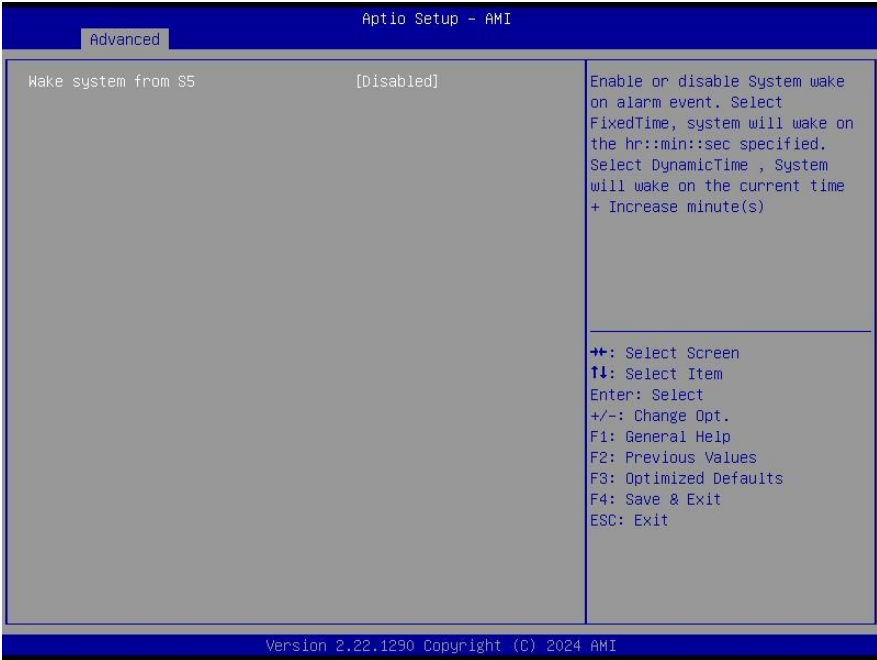 Aptio Setup – AMI
Advanced
Wake system from S5 [Disabled]
Enable or disable System wake
on alarm event. Select
FixedTime, system will wake on
the hr::min::sec specified.
Select DynamicTime , System
will wake on the current time
+ Increase minute(s)
→←: Select Screen
↑↓: Select Item
Enter: Select
+/-: Change Opt.
F1: General Help
F2: Previous Values
F3: Optimized Defaults
F4: Save & Exit
ESC: Exit
Version 2.22.1290 Copyright (C) 2024 AMI